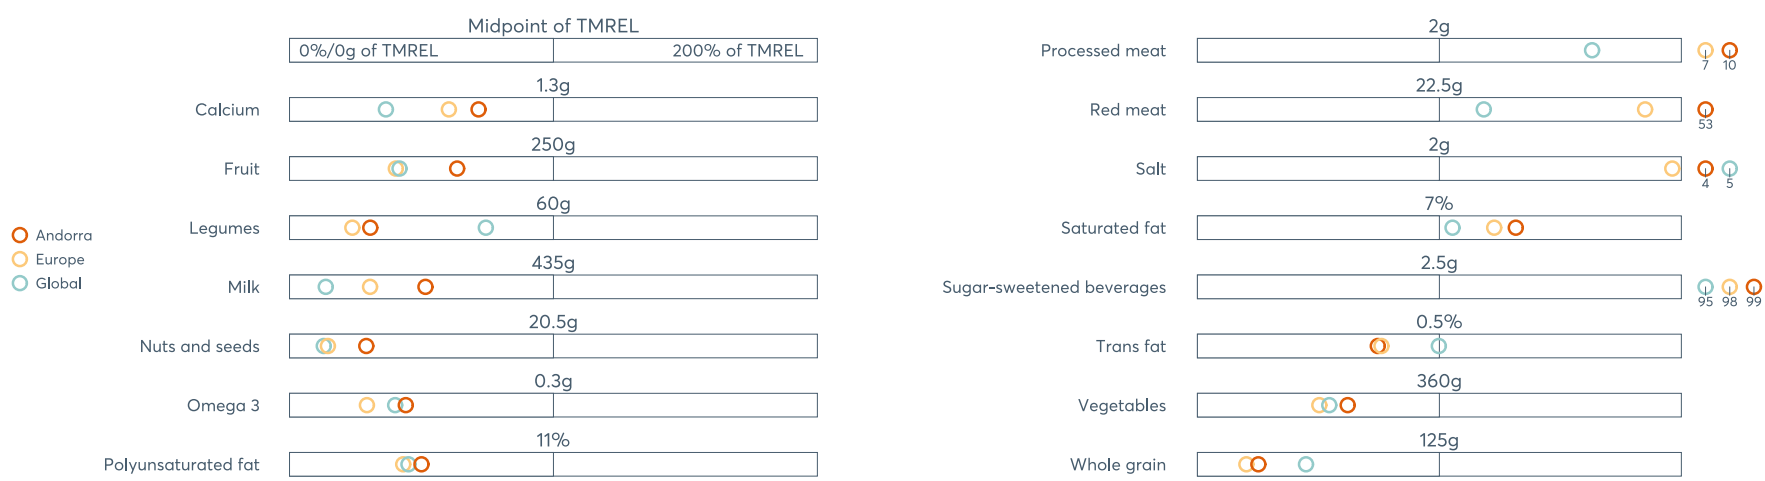 Midpoint of TMREL
0%/0g of TMREL 200% of TMREL
1.3g
Calcium
250g
Fruit
60g
Legumes
435g
Milk
20.5g
Nuts and seeds
0.3g
Omega 3
11%
Polyunsaturated fat
Andorra
Europe
Global
2g
Processed meat
7 10
22.5g
Red meat
53
2g
Salt
4 5
7%
Saturated fat
2.5g
Sugar-sweetened beverages
95 98 99
0.5%
Trans fat
360g
Vegetables
125g
Whole grain